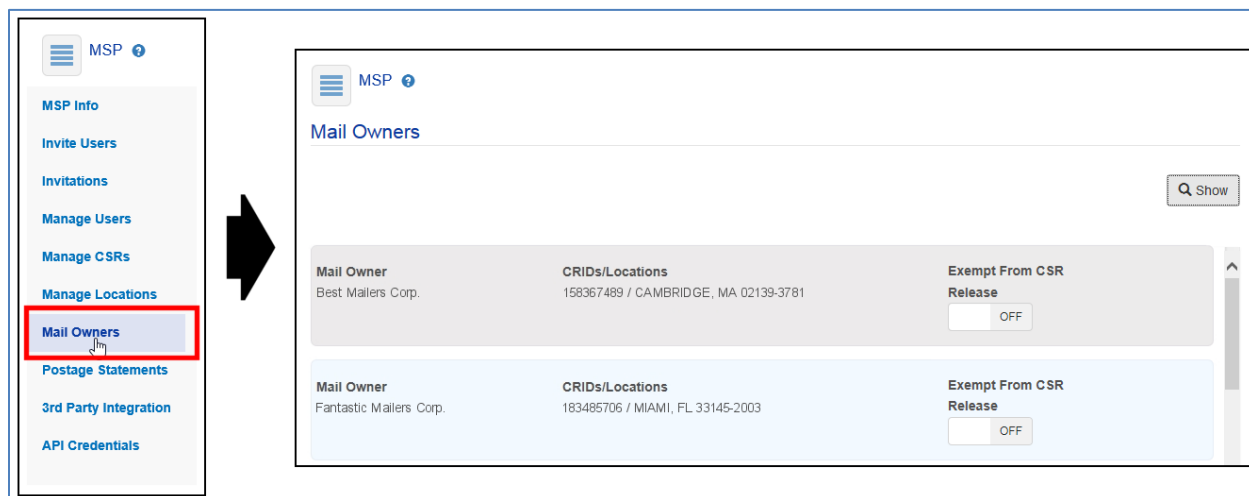 MSP
MSP Info
Invite Users
Invitations
Manage Users
Manage CSRs
Manage Locations
Mail Owners
Postage Statements
3rd Party Integration
API Credentials
MSP
Mail Owners
Show
Mail Owner CRIDs/Locations Exempt From CSR
Best Mailers Corp. 158367489 / CAMBRIDGE, MA 02139-3781 Release
OFF
Mail Owner CRIDs/Locations Exempt From CSR
Fantastic Mailers Corp. 183485706 / MIAMI, FL 33145-2003 Release
OFF